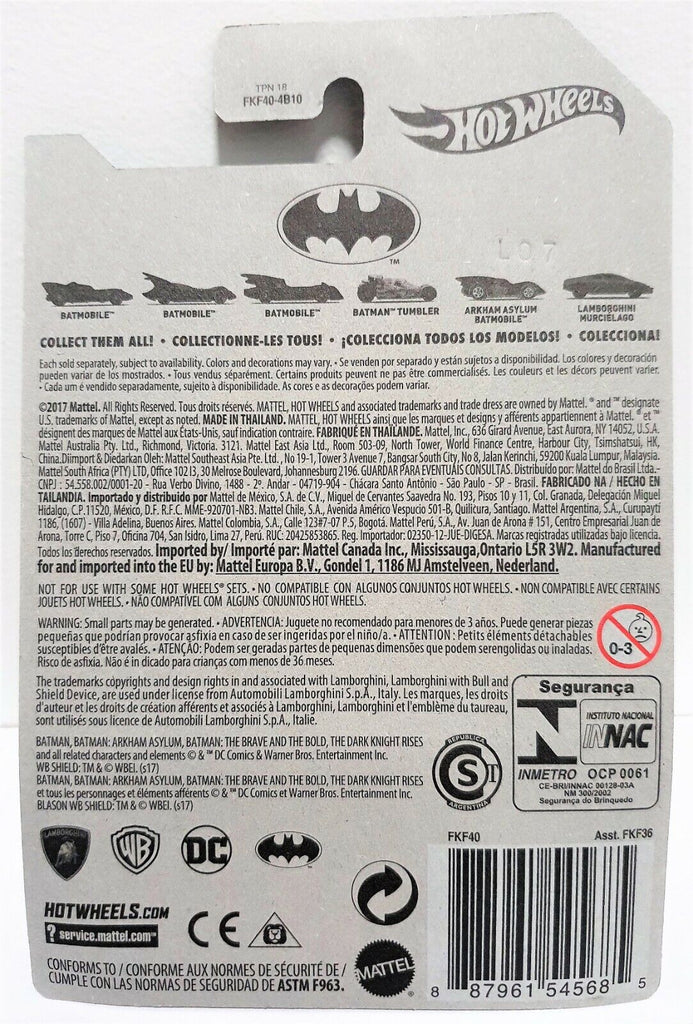 TPN 18
FKF40-4B10
HOT WHEELS
TM
L07
BATMOBILE™
BATMOBILE™
BATMOBILE™
BATMAN™ TUMBLER
ARKHAM ASYLUM
BATMOBILE™
LAMBORGHINI
MURCIÉLAGO
COLLECT THEM ALL! • COLLECTIONNE-LES TOUS! • ¡COLECCIONA TODOS LOS MODELOS! • COLECCIONA!
Each sold separately, subject to availability. Colors and decorations may vary. • Se venden por separado y están sujetos a disponibilidad. Los colores y decoración
pueden variar de los mostrados. • Tous vendus séparément. Certains produits peuvent ne pas être commercialisés. Les couleurs et les décors peuvent varier.
• Cada um é vendido separadamente, sujeito à disponibilidade. As cores e as decorações podem variar.
©2017 Mattel. All Rights Reserved. Tous droits réservés. MATTEL, HOT WHEELS and associated trademarks and trade dress are owned by Mattel. ® and ™ designate
U.S. trademarks of Mattel, except as noted. MADE IN THAILAND. MATTEL, HOT WHEELS ainsi que les marques et designs y afférents appartiennent à Mattel. ® et ™
désignent des marques de Mattel aux États-Unis, sauf indication contraire. FABRIQUÉ EN THAÏLANDE. Mattel, Inc., 636 Girard Avenue, East Aurora, NY 14052, U.S.A.
Mattel Australia Pty. Ltd., Richmond, Victoria. 3121. Mattel East Asia Ltd., Room 503-09, North Tower, World Finance Centre, Harbour City, Tsimshatsui, HK,
China.Diimport & Diedarkan Oleh: Mattel Southeast Asia Pte. Ltd., No 19-1, Tower 3 Avenue 7, Bangsar South City, No 8, Jalan Kerinchi, 59200 Kuala Lumpur, Malaysia.
Mattel South Africa (PTY) LTD, Office 102 I3, 30 Melrose Boulevard, Johannesburg 2196. GUARDAR PARA EVENTUAIS CONSULTAS. Distribuído por: Mattel do Brasil Ltda.-
CNPJ : 54.558.002/0001-20 - Rua Verbo Divino, 1488 - 2º. Andar - 04719-904 - Chácara Santo Antônio - São Paulo - SP - Brasil. FABRICADO NA / HECHO EN
TAILANDIA. Importado y distribuido por Mattel de México, S.A. de C.V., Miguel de Cervantes Saavedra No. 193, Pisos 10 y 11, Col. Granada, Delegación Miguel
Hidalgo, C.P.11520, México, D.F. R.F.C. MME-920701-NB3. Mattel Chile, S.A., Avenida Américo Vespucio 501-B, Quilicura, Santiago. Mattel Argentina, S.A., Curupaytí
1186, (1607) - Villa Adelina, Buenos Aires. Mattel Colombia, S.A., Calle 123#7-07 P.5, Bogotá. Mattel Perú, S.A., Av. Juan de Arona # 151, Centro Empresarial Juan de
Arona, Torre C, Piso 7, Oficina 704, San Isidro, Lima 27, Perú. RUC: 20425853865. Reg. Importador: 02350-12-JUE-DIGESA. Marcas registradas utilizadas bajo licencia.
Todos los derechos reservados. Imported by/ Importé par: Mattel Canada Inc., Mississauga,Ontario L5R 3W2. Manufactured
for and imported into the EU by: Mattel Europa B.V., Gondel 1, 1186 MJ Amstelveen, Nederland.
NOT FOR USE WITH SOME HOT WHEELS® SETS. • NO COMPATIBLE CON ALGUNOS CONJUNTOS HOT WHEELS. • NON COMPATIBLE AVEC CERTAINS
JOUETS HOT WHEELS. • NÃO COMPATÍVEL COM ALGUNS CONJUNTOS HOT WHEELS.
WARNING: Small parts may be generated. • ADVERTENCIA: Juguete no recomendado para menores de 3 años. Puede generar piezas
pequeñas que podrían provocar asfixia en caso de ser ingeridas por el niño/a. • ATTENTION : Petits éléments détachables
susceptibles d'être avalés. • ATENÇÃO: Podem ser geradas partes de pequenas dimensões que podem serengolidas ou inaladas.
Risco de asfixia. Não é indicado para crianças com menos de 36 meses.
0-3
The trademarks copyrights and design rights in and associated with Lamborghini, Lamborghini with Bull and
Shield Device, are used under license from Automobili Lamborghini S.p.A., Italy. Les marques, les droits
d'auteur et les droits de création afférents et associés à Lamborghini, Lamborghini et l'emblème du taureau,
sont utilisés sous licence de Automobili Lamborghini S.p.A., Italie.
BATMAN, BATMAN: ARKHAM ASYLUM, BATMAN: THE BRAVE AND THE BOLD, THE DARK KNIGHT RISES
and all related characters and elements © & ™ DC Comics & Warner Bros. Entertainment Inc.
WB SHIELD: TM & © WBEI. (s17)
BATMAN, BATMAN: ARKHAM ASYLUM, BATMAN: THE BRAVE AND THE BOLD, THE DARK KNIGHT RISES
et tous les personnages et éléments afférents © & ™ DC Comics et Warner Bros. Entertainment Inc.
BLASON WB SHIELD: TM & © WBEI. (s17)
REPUBLICA
S
ARGENTINA
Segurança
N
INSTITUTO NACIONAL
INNAC
INMETRO OCP 0061
CE-BRI/INNAC 00128-03A
NM 300/2002
Segurança do Brinquedo
LAMBORGHINI
WB
DC
FKF40
Asst. FKF36
HOTWHEELS.COM
? service.mattel.com™
CE
CONFORMS TO / CONFORME AUX NORMES DE SÉCURITÉ DE /
CUMPLE CON LAS NORMAS DE SEGURIDAD DE ASTM F963.
MATTEL
8 87961 54568 5